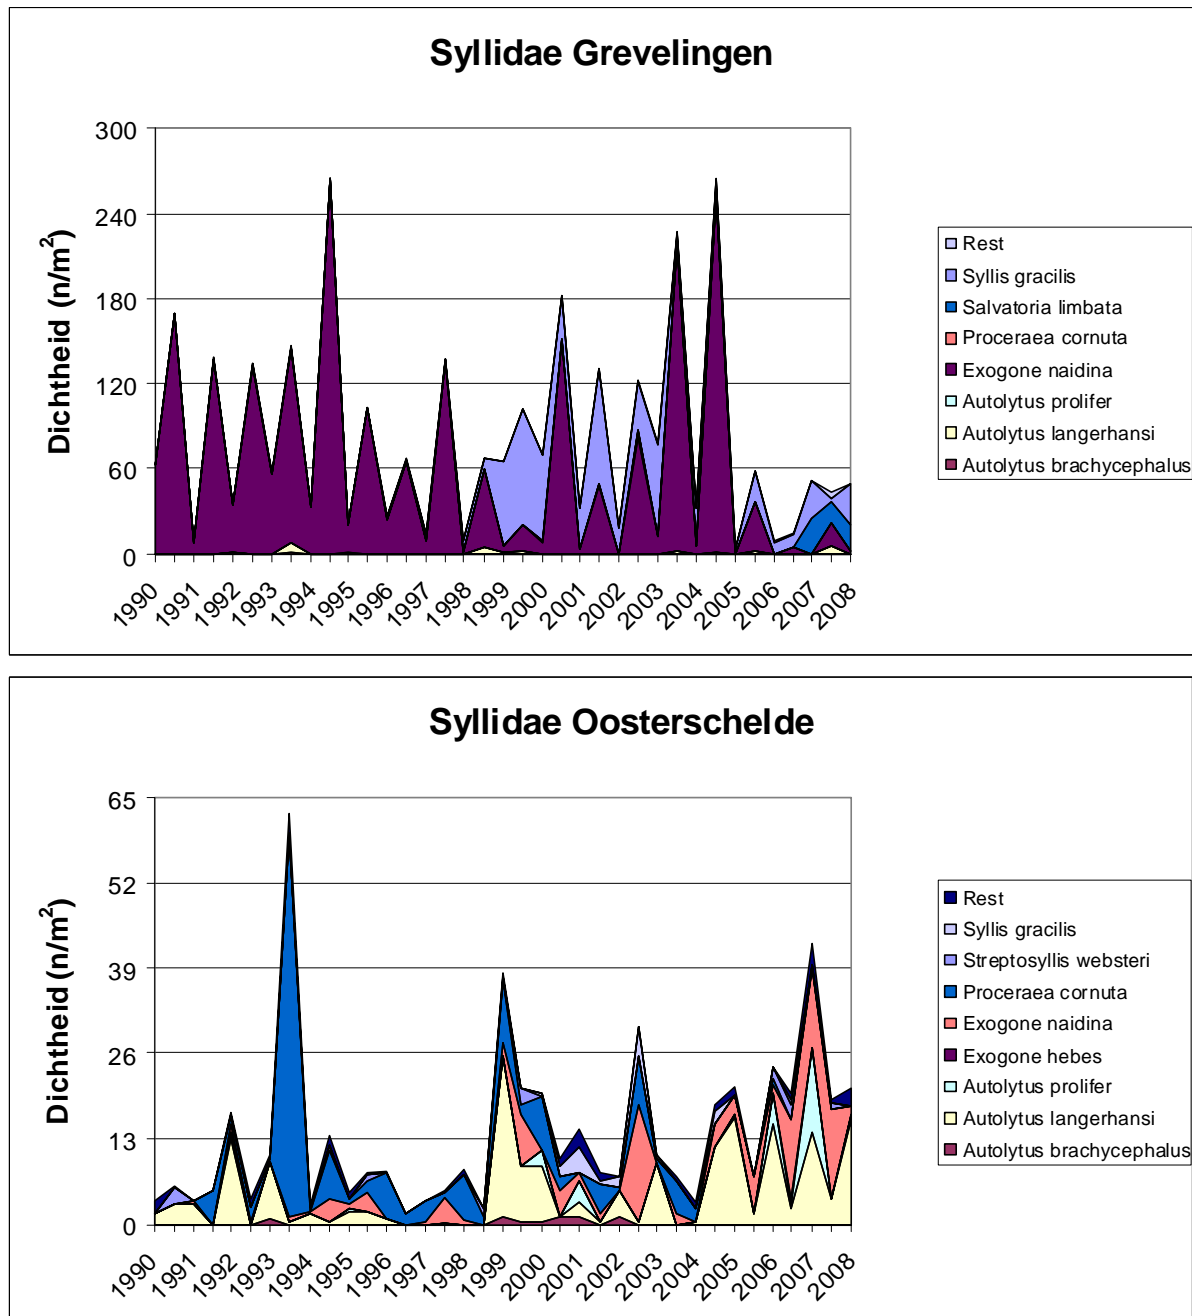 Syllidae Grevelingen
Dichtheid (n/m²)
300
240
180
120
60
0
1990
1991
1992
1993
1994
1995
1996
1997
1998
1999
2000
2001
2002
2003
2004
2005
2006
2007
2008
Rest
Syllis gracilis
Salvatoria limbata
Proceraea cornuta
Exogone naidina
Autolytus prolifer
Autolytus langerhansi
Autolytus brachycephalus
Syllidae Oosterschelde
Dichtheid (n/m²)
65
52
39
26
13
0
1990
1991
1992
1993
1994
1995
1996
1997
1998
1999
2000
2001
2002
2003
2004
2005
2006
2007
2008
Rest
Syllis gracilis
Streptosyllis websteri
Proceraea cornuta
Exogone naidina
Exogone hebes
Autolytus prolifer
Autolytus langerhansi
Autolytus brachycephalus